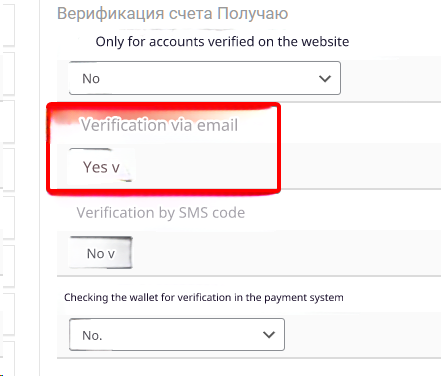 Верификация счета Получаю
Only for accounts verified on the website
No
Verification via email
Yes v
Verification by SMS code
No v
Checking the wallet for verification in the payment system
No.